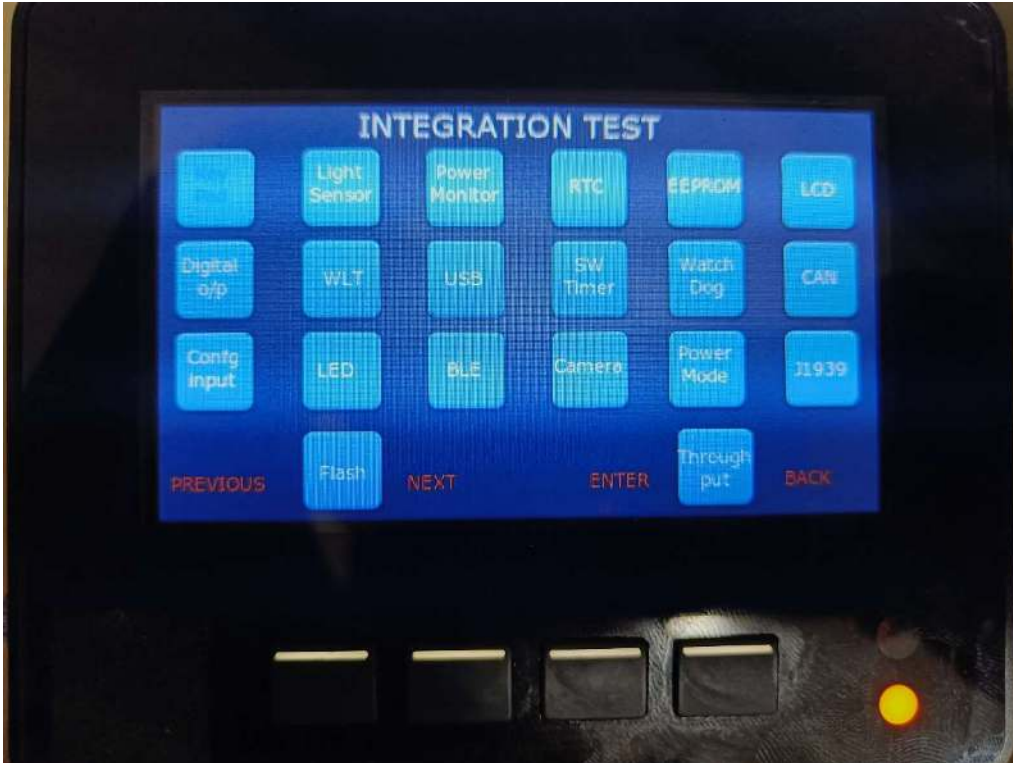 INTEGRATION TEST
Light Sensor
Power Monitor
RTC
EEPROM
LCD
Digital o/p
WLT
USB
SW Timer
Watch Dog
CAN
Confg input
LED
BLE
Camera
Power Mode
J1939
PREVIOUS
Flash
NEXT
ENTER
Through put
BACK